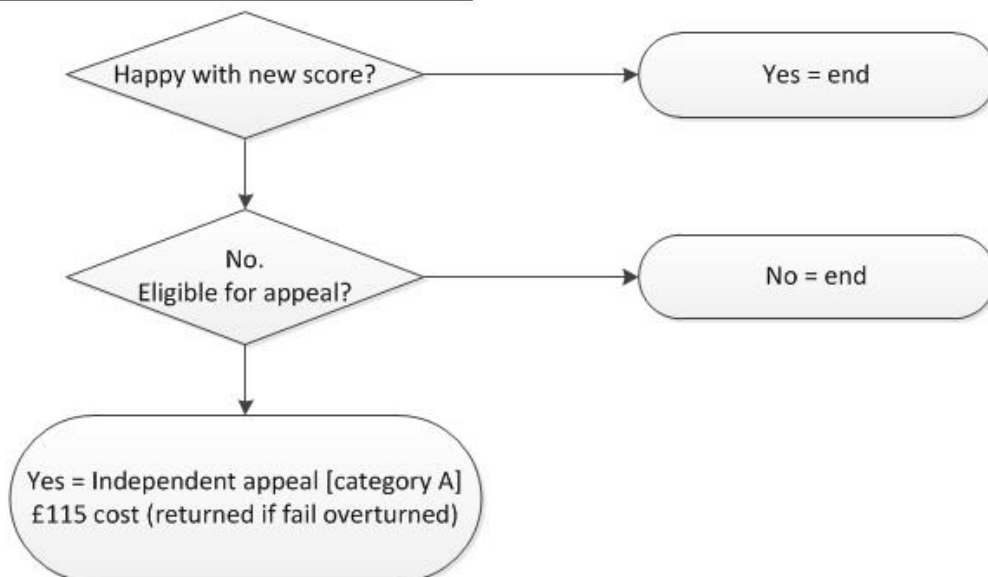 Happy with new score?
Yes = end
No.
Eligible for appeal?
No = end
Yes = Independent appeal [category A]
£115 cost (returned if fail overturned)